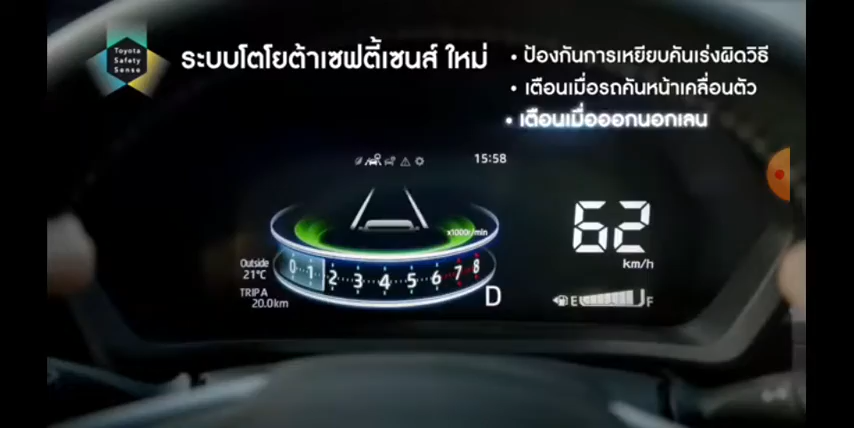 Toyota
Safety
Sense
ระบบโตโยต้าเซฟตี้เซนส์ ใหม่
• ป้องกันการเหยียบคันเร่งผิดวิธี
• เตือนเมื่อรถคันหน้าเคลื่อนตัว
• เตือนเมื่อออกนอกเลน
15:58
x1000r/min
62
km/h
Outside
21°C
0 1 2 3 4 5 6 7 8
TRIP A
20.0km
D
E F